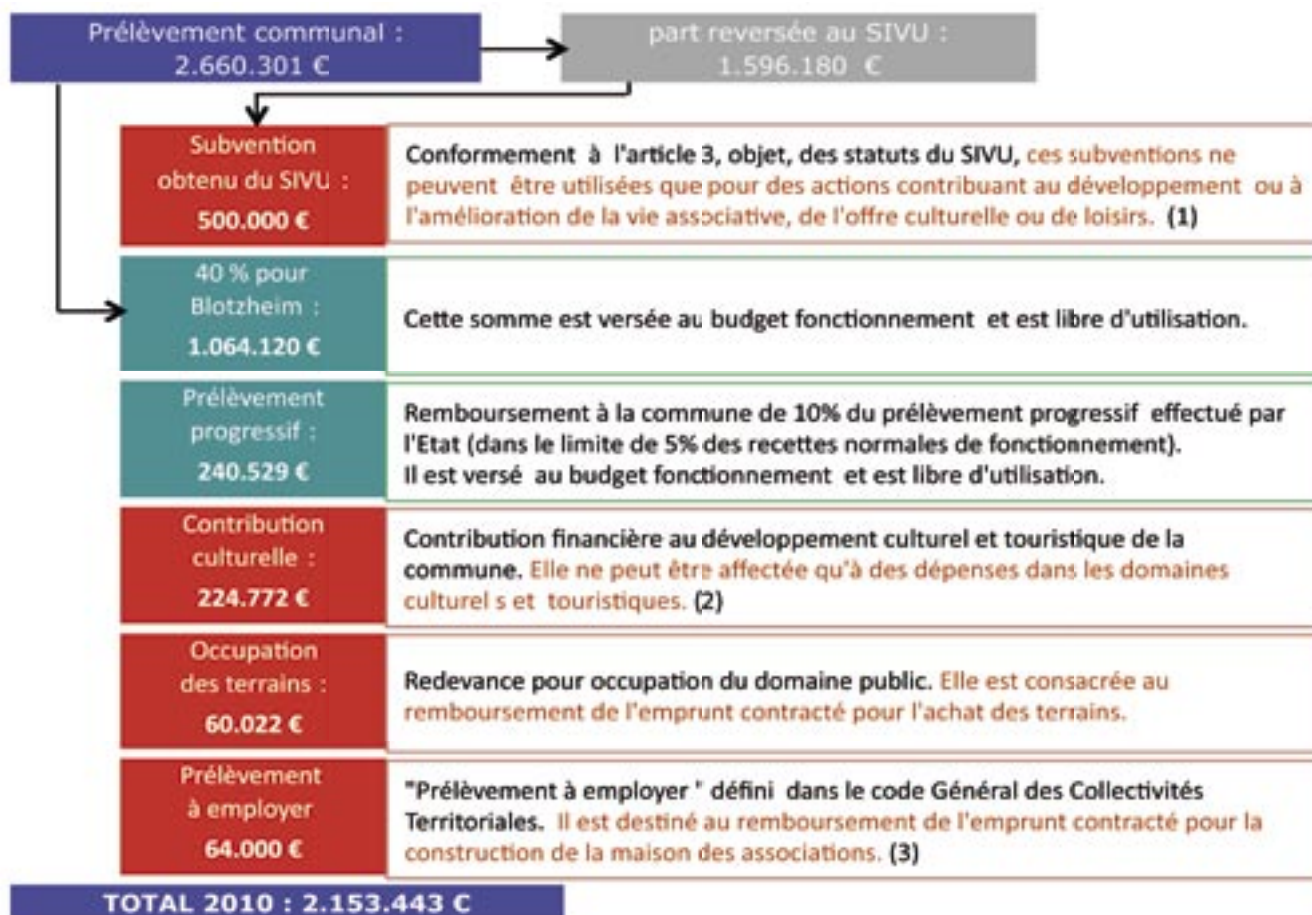 Prélèvement communal :
2.660.301 €
part reversée au SIVU :
1.596.180 €
Subvention
obtenu du SIVU :
500.000 €
Conformement à l'article 3, objet, des statuts du SIVU, ces subventions ne
peuvent être utilisées que pour des actions contribuant au développement ou à
l'amélioration de la vie associative, de l'offre culturelle ou de loisirs. (1)
40 % pour
Blotzheim :
1.064.120 €
Cette somme est versée au budget fonctionnement et est libre d'utilisation.
Prélèvement
progressif :
240.529 €
Remboursement à la commune de 10% du prélèvement progressif effectué par
l'Etat (dans le limite de 5% des recettes normales de fonctionnement).
Il est versé au budget fonctionnement et est libre d'utilisation.
Contribution
culturelle :
224.772 €
Contribution financière au développement culturel et touristique de la
commune. Elle ne peut être affectée qu'à des dépenses dans les domaines
culturel s et touristiques. (2)
Occupation
des terrains :
60.022 €
Redevance pour occupation du domaine public. Elle est consacrée au
remboursement de l'emprunt contracté pour l'achat des terrains.
Prélèvement
à employer
64.000 €
"Prélèvement à employer " défini dans le code Général des Collectivités
Territoriales. Il est destiné au remboursement de l'emprunt contracté pour la
construction de la maison des associations. (3)
TOTAL 2010 : 2.153.443 €